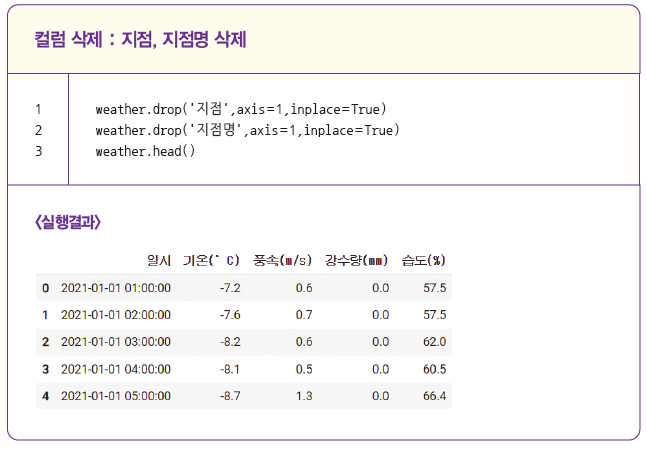 컬럼 삭제 : 지점, 지점명 삭제
1 weather.drop('지점',axis=1,inplace=True)
2 weather.drop('지점명',axis=1,inplace=True)
3 weather.head()
<실행결과>
일시 기온(°C) 풍속(m/s) 강수량(mm) 습도(%)
0 2021-01-01 01:00:00 -7.2 0.6 0.0 57.5
1 2021-01-01 02:00:00 -7.6 0.7 0.0 57.5
2 2021-01-01 03:00:00 -8.2 0.6 0.0 62.0
3 2021-01-01 04:00:00 -8.1 0.5 0.0 60.5
4 2021-01-01 05:00:00 -8.7 1.3 0.0 66.4